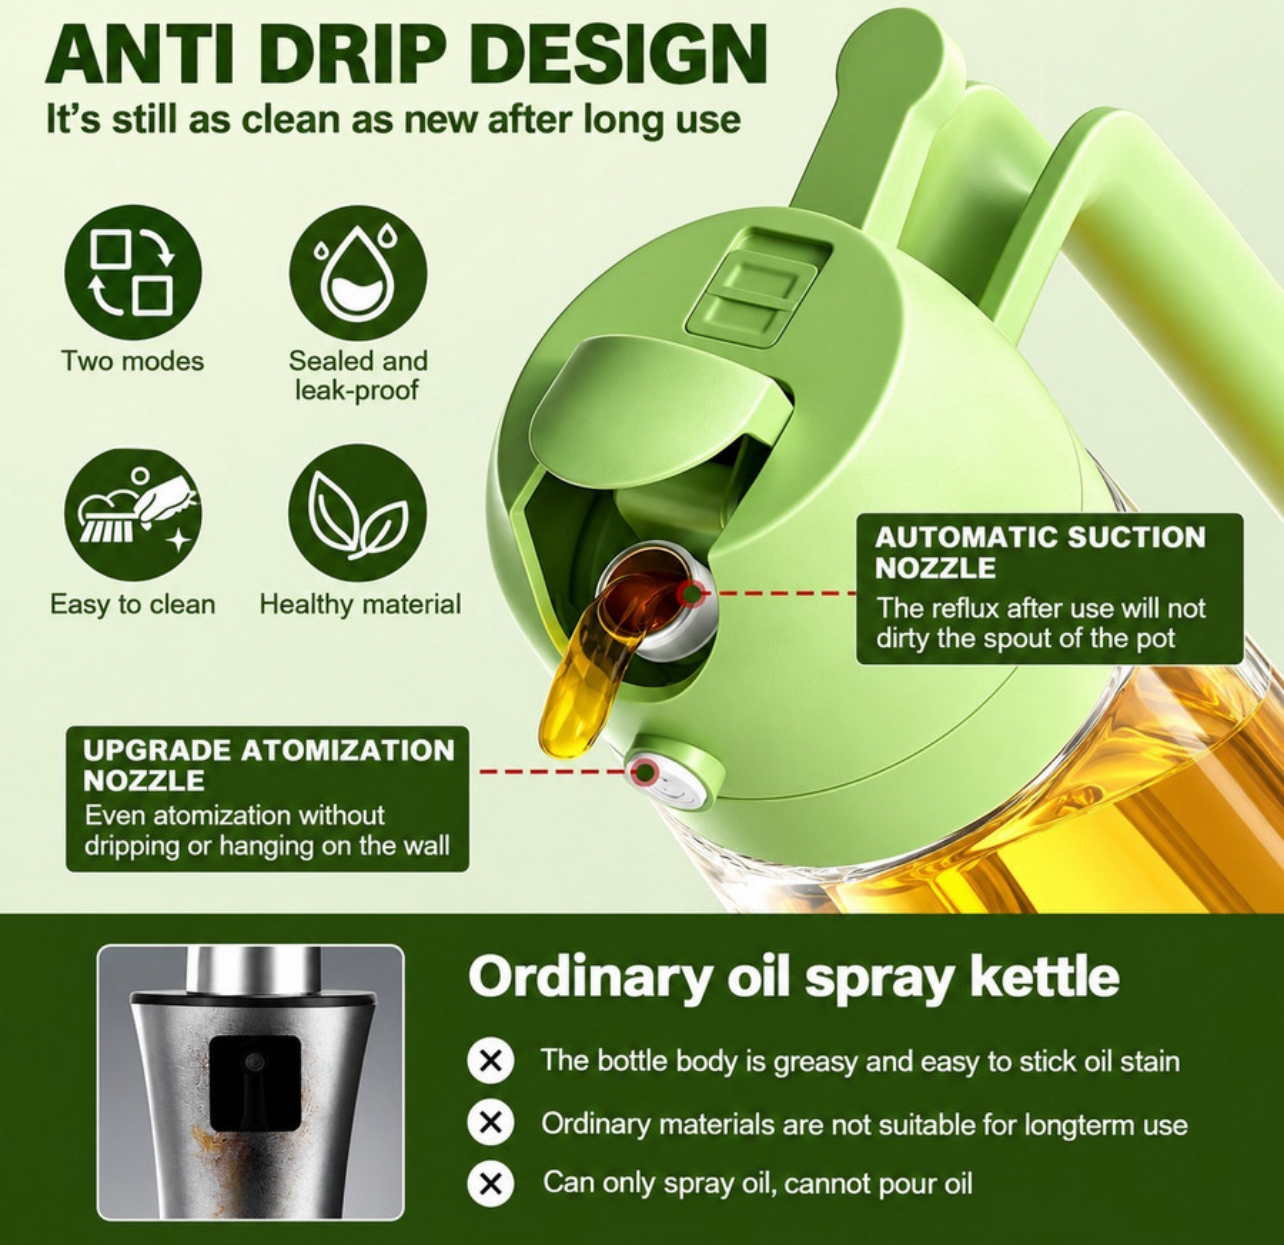 ANTI DRIP DESIGN
It's still as clean as new after long use
Two modes
Sealed and
leak-proof
Easy to clean
Healthy material
AUTOMATIC SUCTION
NOZZLE
The reflux after use will not
dirty the spout of the pot
UPGRADE ATOMIZATION
NOZZLE
Even atomization without
dripping or hanging on the wall
Ordinary oil spray kettle
The bottle body is greasy and easy to stick oil stain
Ordinary materials are not suitable for longterm use
Can only spray oil, cannot pour oil